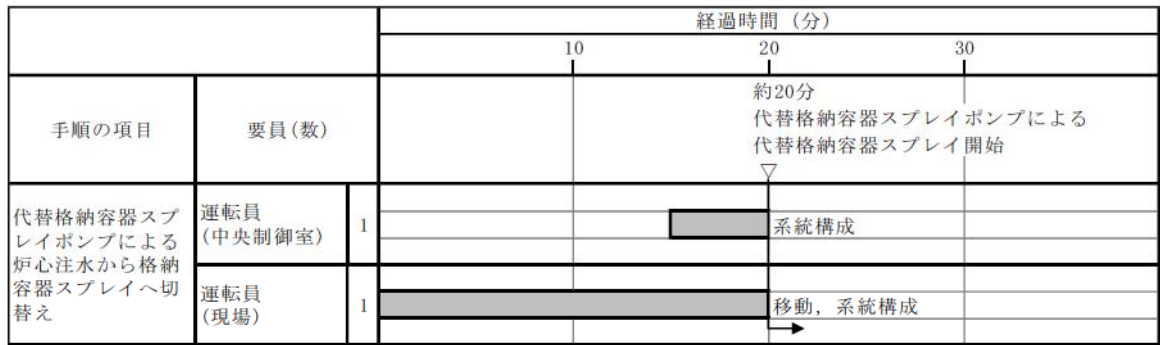 経過時間（分）
10 20 30
手順の項目
要員(数)
約20分
代替格納容器スプレイポンプによる
代替格納容器スプレイ開始
▽
代替格納容器スプ
レイポンプによる
炉心注水から格納
容器スプレイへ切
替え
運転員
(中央制御室)
1
系統構成
運転員
(現場)
1
移動，系統構成